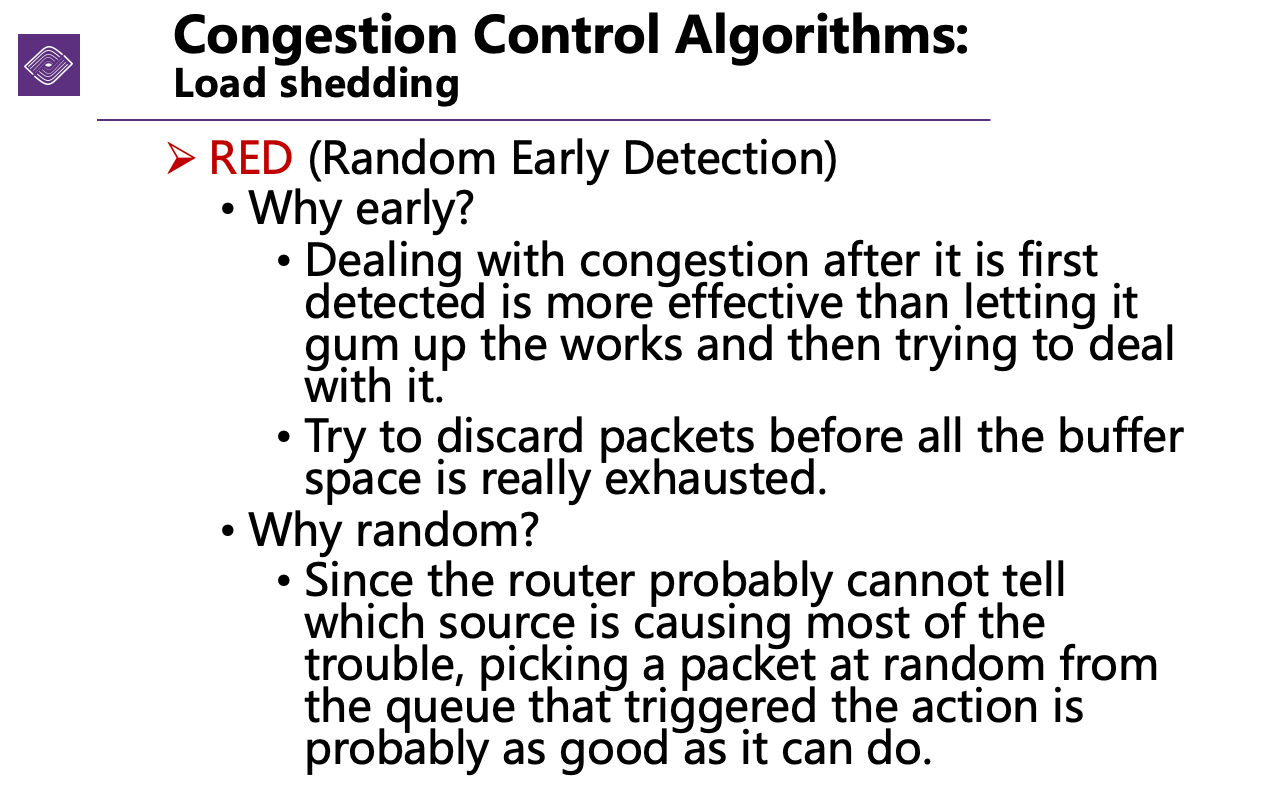 Congestion Control Algorithms:
Load shedding
➢ RED (Random Early Detection)
• Why early?
• Dealing with congestion after it is first
detected is more effective than letting it
gum up the works and then trying to deal
with it.
• Try to discard packets before all the buffer
space is really exhausted.
• Why random?
• Since the router probably cannot tell
which source is causing most of the
trouble, picking a packet at random from
the queue that triggered the action is
probably as good as it can do.